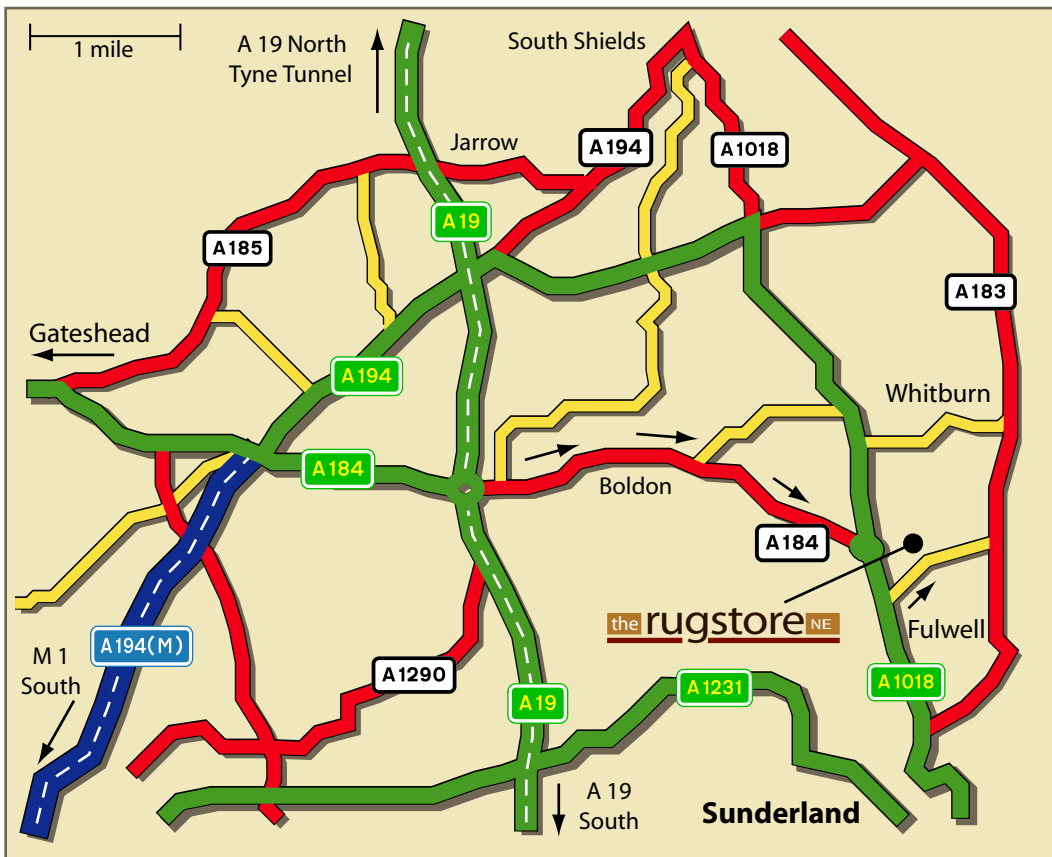 1 mile
A 19 North
Tyne Tunnel
South Shields
Jarrow
A194
A1018
A19
A185
A183
Gateshead
A194
Whitburn
A184
Boldon
A184
the rugstore NE
Fulwell
A194(M)
M 1
South
A1290
A1018
A1231
A19
A 19
South
Sunderland